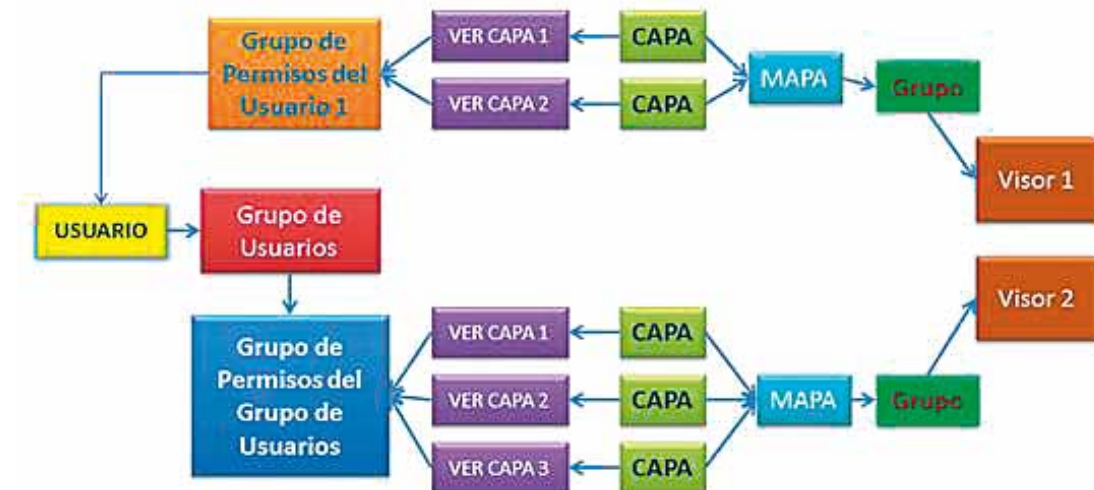 Grupo de
Permisos del
Usuario 1
VER CAPA 1
CAPA
VER CAPA 2
CAPA
MAPA
Grupo
Visor 1
USUARIO
Grupo de
Usuarios
Visor 2
Grupo de
Permisos del
Grupo de
Usuarios
VER CAPA 1
CAPA
VER CAPA 2
CAPA
VER CAPA 3
CAPA
MAPA
Grupo